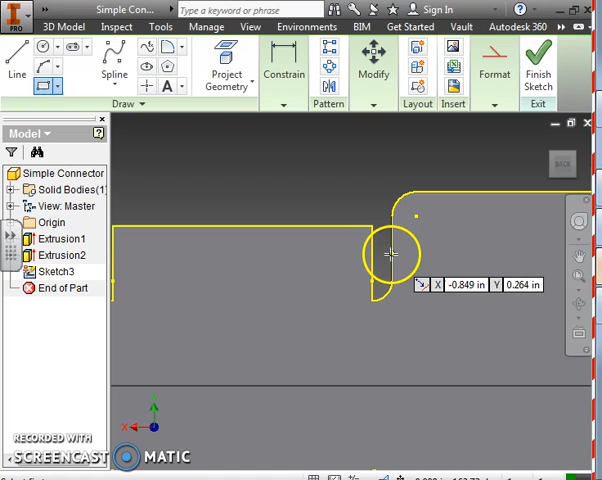 Simple Connector
Type a keyword or phrase
Sign In
PRO
3D Model
Inspect
Tools
Manage
View
Environments
BIM
Get Started
Vault
Autodesk 360
Line
Spline
Project
Geometry
Constrain
Pattern
Modify
Layout
Insert
Format
Finish
Sketch
Draw
Exit
Model
Simple Connector
Solid Bodies(1)
View: Master
Origin
Extrusion1
Extrusion2
Sketch3
End of Part
BACK
X -0.849 in Y 0.264 in
X
RECORDED WITH
SCREENCAST MATIC